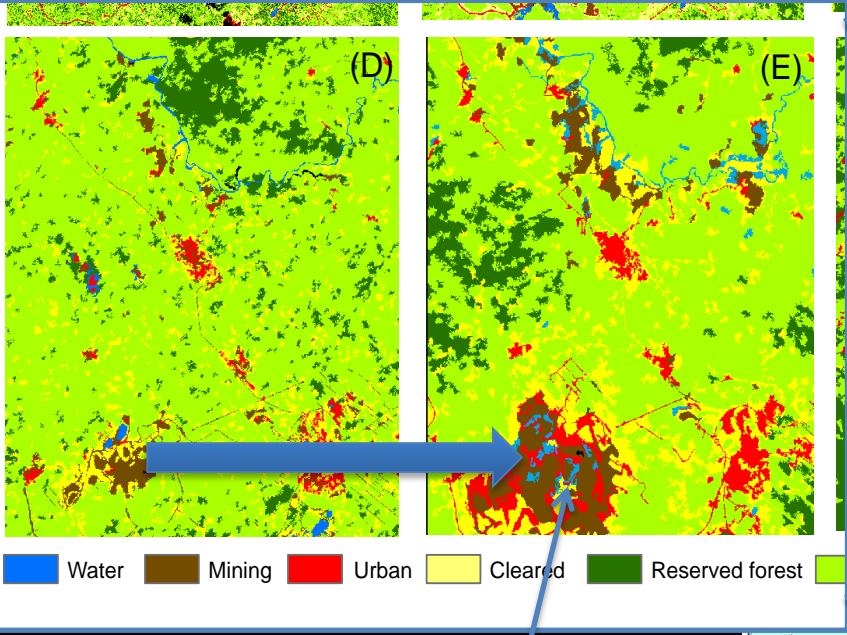 (D)
(E)
Water
Mining
Urban
Cleared
Reserved forest